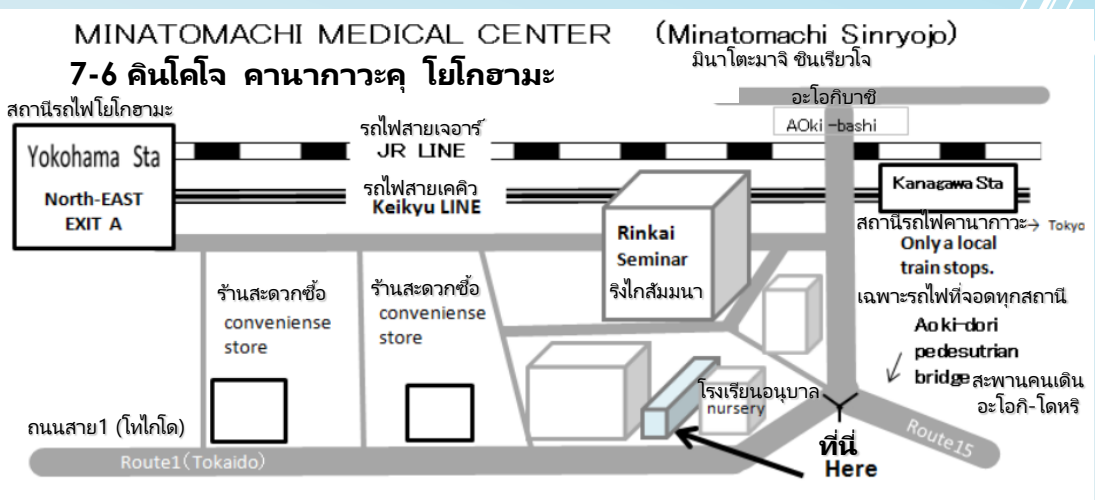 MINATOMACHI MEDICAL CENTER (Minatomachi Sinryojo)
มินาโตะมาจิ ชินเรียวโจ
7-6 คินโคโจ คานากาวะคุ โยโกฮามะ
สถานีรถไฟโยโกฮามะ
อะโอกิบาชิ
AOki -bashi
รถไฟสายเจอาร์
JR LINE
Yokohama Sta
North-EAST
EXIT A
รถไฟสายเคคิว
Keikyu LINE
Kanagawa Sta
สถานีรถไฟคานากาวะ→ Tokyo
Only a local
train stops.
เฉพาะรถไฟที่จอดทุกสถานี
Rinkai
Seminar
ริงไกสัมมนา
ร้านสะดวกซื้อ
conveniense
store
ร้านสะดวกซื้อ
conveniense
store
Aoki-dori
pedesutrian
bridge สะพานคนเดิน
อะโอกิ-โดหริ
โรงเรียนอนุบาล
nursery
ถนนสาย1 (โทไกโด)
Route1(Tokaido)
Route15
ที่นี่
Here